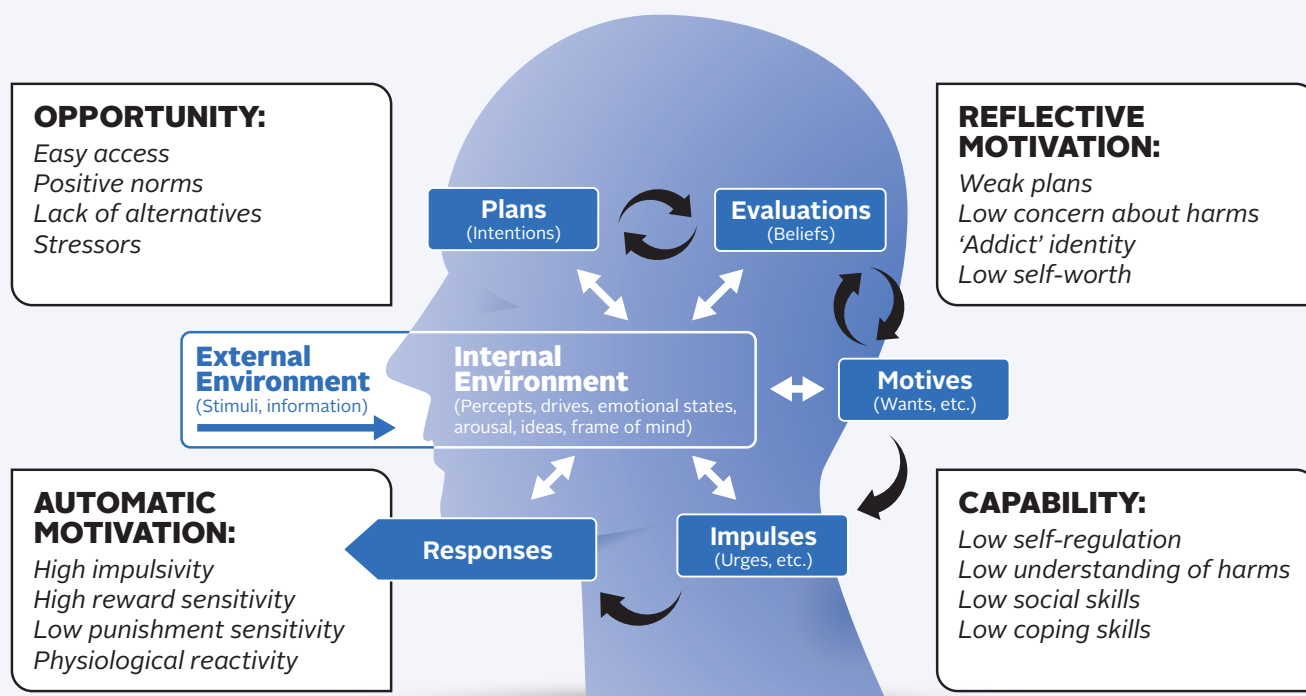 OPPORTUNITY:
Easy access
Positive norms
Lack of alternatives
Stressors
REFLECTIVE
MOTIVATION:
Weak plans
Low concern about harms
‘Addict’ identity
Low self-worth
Plans
(Intentions)
Evaluations
(Beliefs)
External
Environment
(Stimuli, information)
Internal
Environment
(Percepts, drives, emotional states,
arousal, ideas, frame of mind)
Motives
(Wants, etc.)
AUTOMATIC
MOTIVATION:
High impulsivity
High reward sensitivity
Low punishment sensitivity
Physiological reactivity
Responses
Impulses
(Urges, etc.)
CAPABILITY:
Low self-regulation
Low understanding of harms
Low social skills
Low coping skills